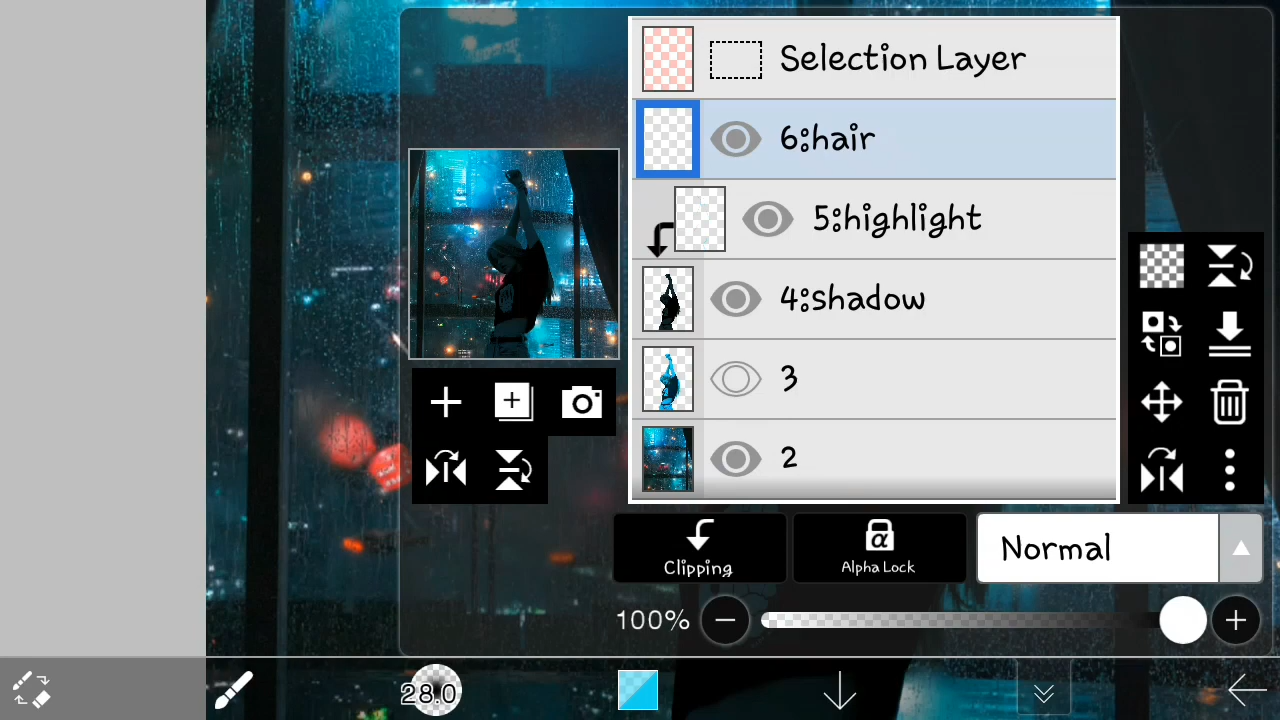 Selection Layer
6:hair
5:highlight
4:shadow
3
2
Clipping
α
Alpha Lock
Normal
100%
28.0